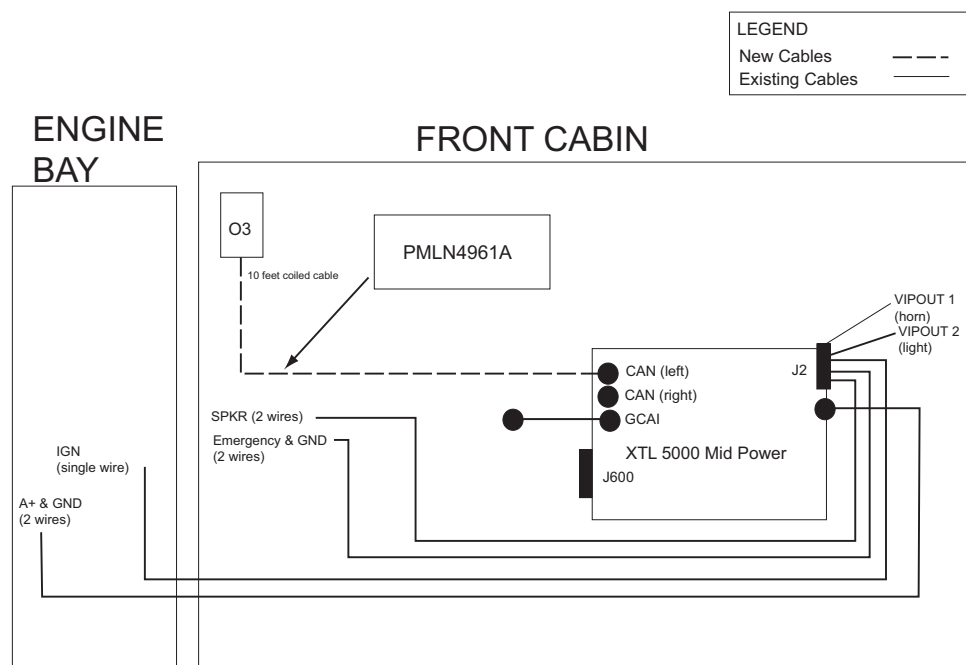 LEGEND
New Cables
Existing Cables
ENGINE
BAY
FRONT CABIN
O3
10 feet coiled cable
PMLN4961A
VIPOUT 1
(horn)
VIPOUT 2
(light)
J2
CAN (left)
CAN (right)
GCAI
XTL 5000 Mid Power
J600
SPKR (2 wires)
Emergency & GND
(2 wires)
IGN
(single wire)
A+ & GND
(2 wires)